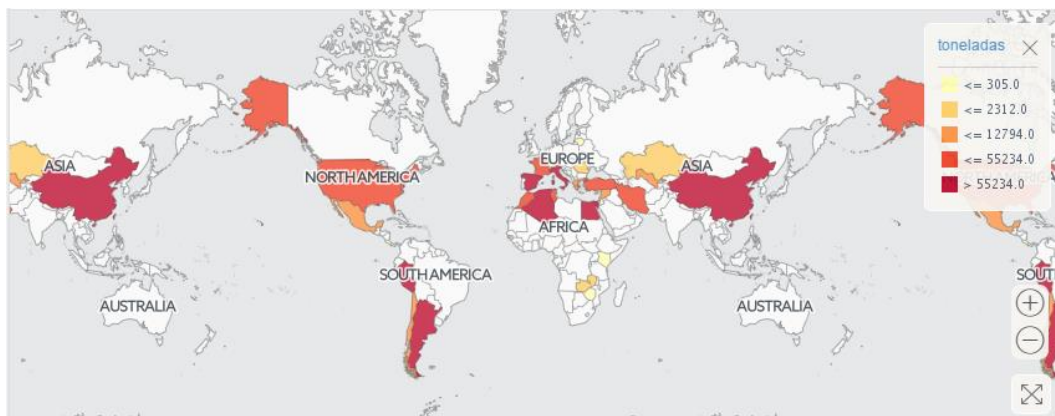 toneladas
<= 305.0
<= 2312.0
<= 12794.0
<= 55234.0
> 55234.0
ASIA
NORTH AMERICA
EUROPE
ASIA
AFRICA
SOUTH AMERICA
AUSTRALIA
AUSTRALIA